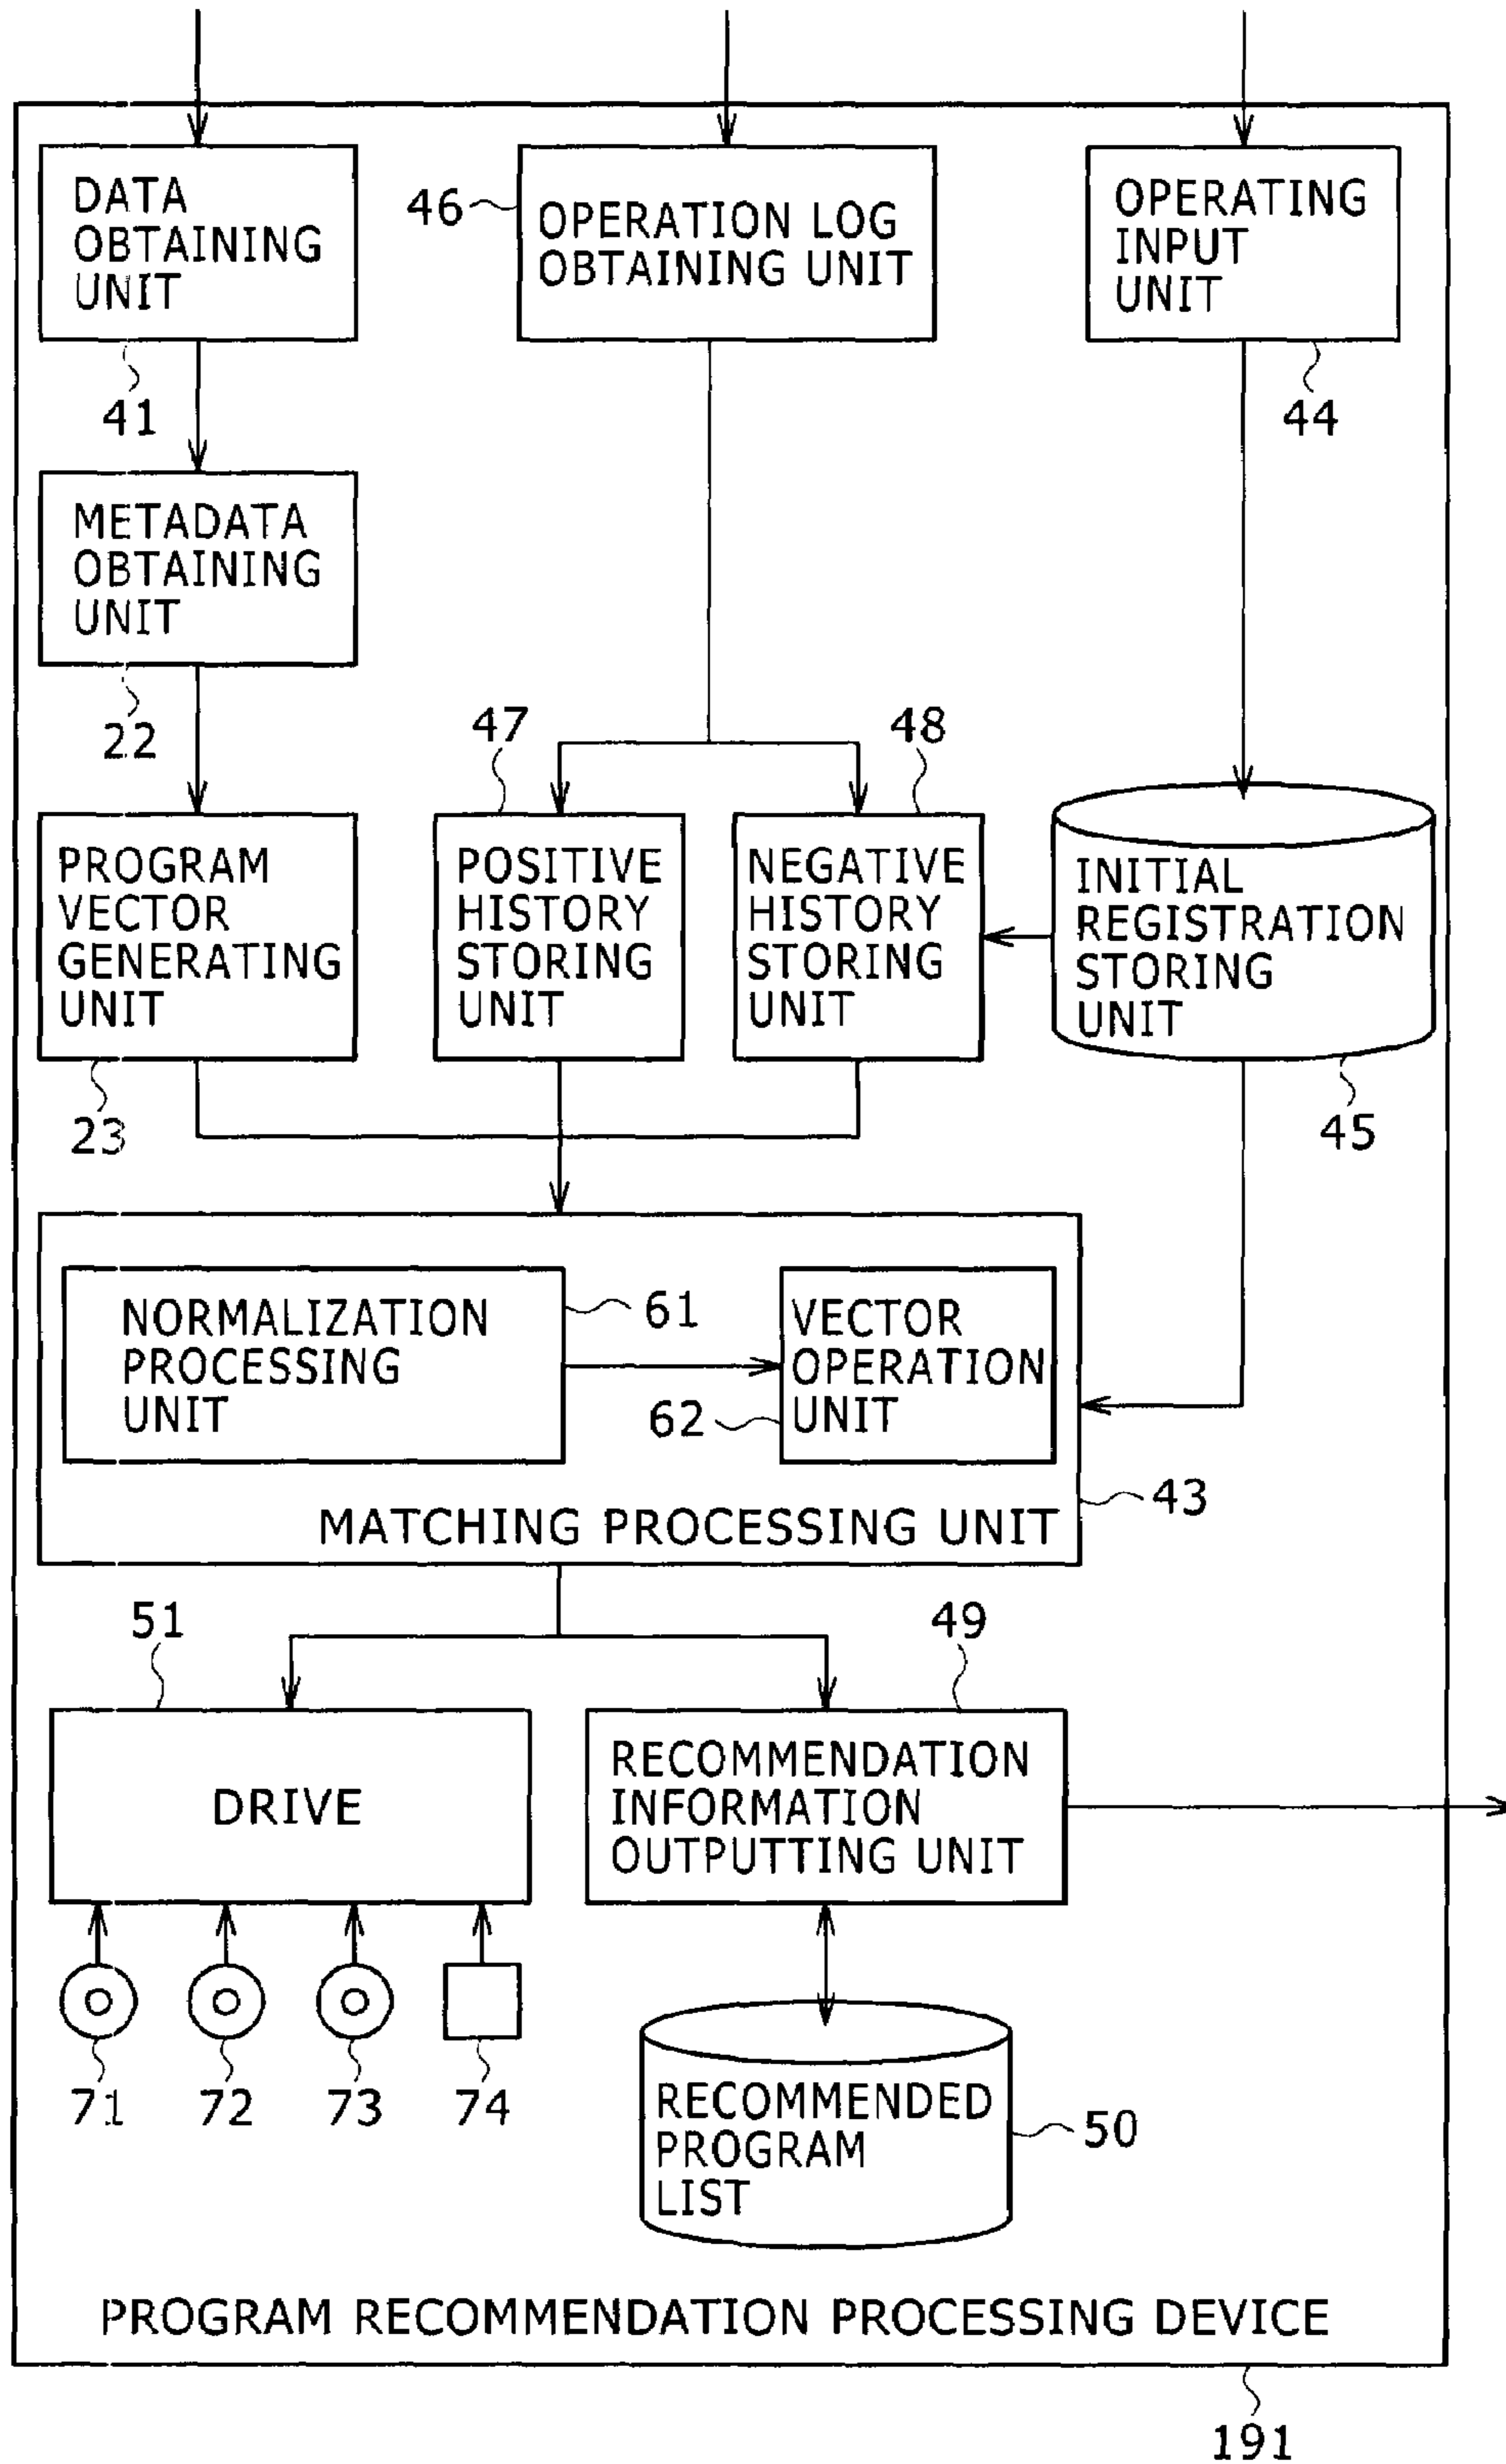 DATA
OBTAINING
UNIT
46
OPERATION LOG
OBTAINING UNIT
OPERATING
INPUT
UNIT
41
44
METADATA
OBTAINING
UNIT
22
47
48
PROGRAM
VECTOR
GENERATING
UNIT
POSITIVE
HISTORY
STORING
UNIT
NEGATIVE
HISTORY
STORING
UNIT
INITIAL
REGISTRATION
STORING
UNIT
23
45
NORMALIZATION
PROCESSING
UNIT
61
62
VECTOR
OPERATION
UNIT
MATCHING PROCESSING UNIT
43
51
49
DRIVE
RECOMMENDATION
INFORMATION
OUTPUTTING UNIT
71
72
73
74
RECOMMENDED
PROGRAM
LIST
50
PROGRAM RECOMMENDATION PROCESSING DEVICE
191